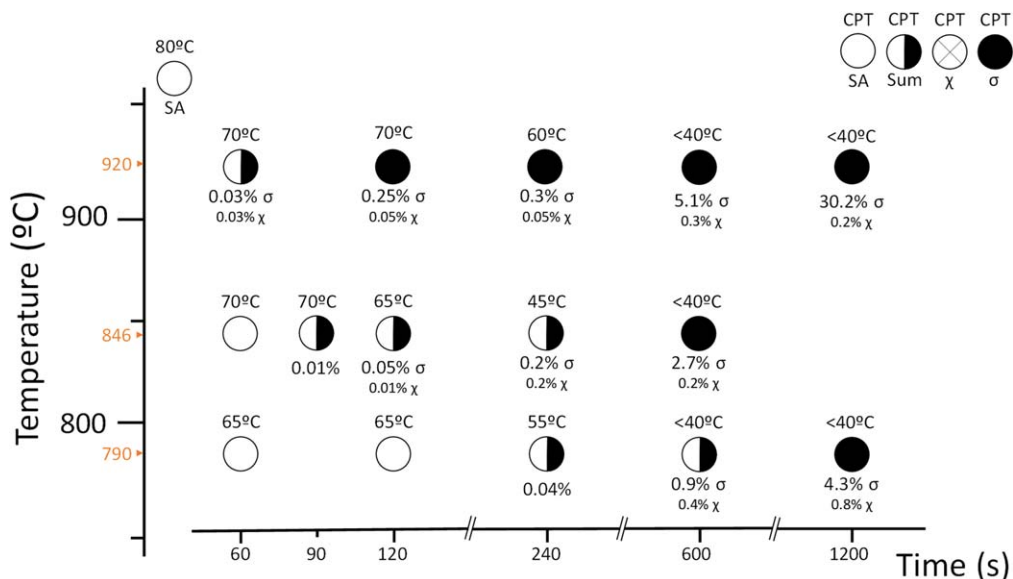 CPT CPT CPT CPT
SA Sum χ σ
80ºC
SA
Temperature (ºC)
920
900
846
800
790
70ºC 70ºC 60ºC <40ºC <40ºC
0.03% σ 0.25% σ 0.3% σ 5.1% σ 30.2% σ
0.03% χ 0.05% χ 0.05% χ 0.3% χ 0.2% χ
70ºC 70ºC 65ºC 45ºC <40ºC
0.01% 0.05% σ 0.2% σ 2.7% σ
0.01% χ 0.2% χ 0.2% χ
65ºC 65ºC 55ºC <40ºC <40ºC
0.04% 0.9% σ 4.3% σ
0.4% χ 0.8% χ
60 90 120 240 600 1200
Time (s)